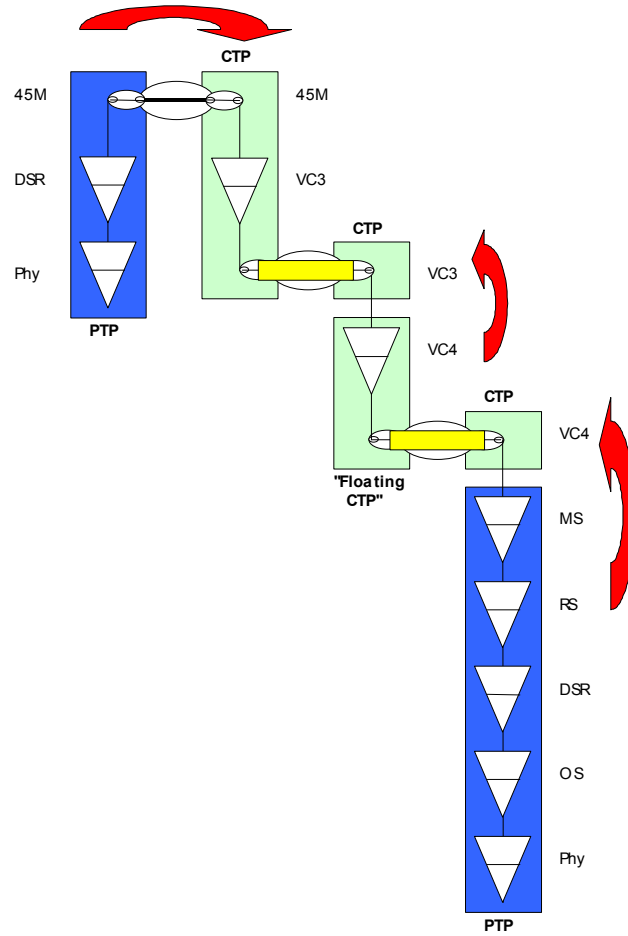 CTP
45M
45M
DSR
VC3
Phy
CTP
VC3
PTP
VC4
CTP
VC4
"Floating
CTP"
MS
RS
DSR
OS
Phy
PTP